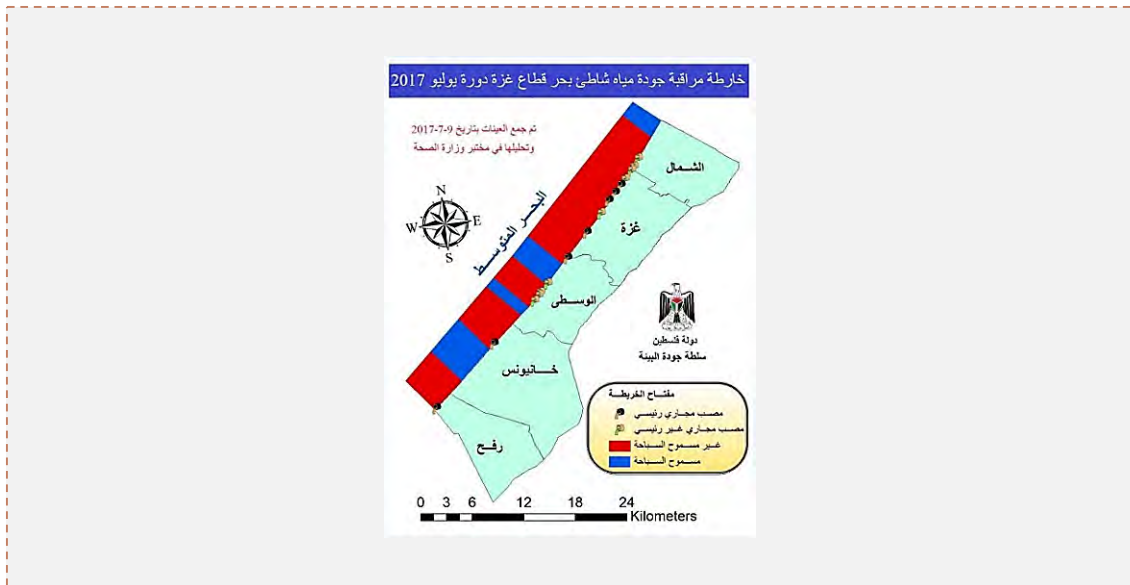 خارطة مراقبة جودة مياه شاطئ بحر قطاع غزة دورة يوليو 2017
تم جمع العينات بتاريخ 9-7-2017
وتحليلها في مختبر وزارة الصحة
الشمال
غزة
الوسطى
خانيونس
رفح
البحر المتوسط
N
W
E
S
دولة فلسطين
سلطة جودة البيئة
مفتاح الخريطة
مصب مجاري رئيسي
مصب مجاري غير رئيسي
غير مسموح السباحة
مسموح السباحة
0 3 6 12 18 24
Kilometers